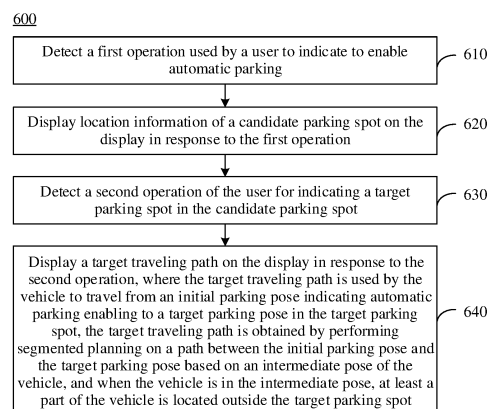 600
Detect a first operation used by a user to indicate to enable
automatic parking
610
Display location information of a candidate parking spot on the
display in response to the first operation
620
Detect a second operation of the user for indicating a target
parking spot in the candidate parking spot
630
Display a target traveling path on the display in response to the
second operation, where the target traveling path is used by the
vehicle to travel from an initial parking pose indicating automatic
parking enabling to a target parking pose in the target parking
spot, the target traveling path is obtained by performing
segmented planning on a path between the initial parking pose and
the target parking pose based on an intermediate pose of the
vehicle, and when the vehicle is in the intermediate pose, at least a
part of the vehicle is located outside the target parking spot
640